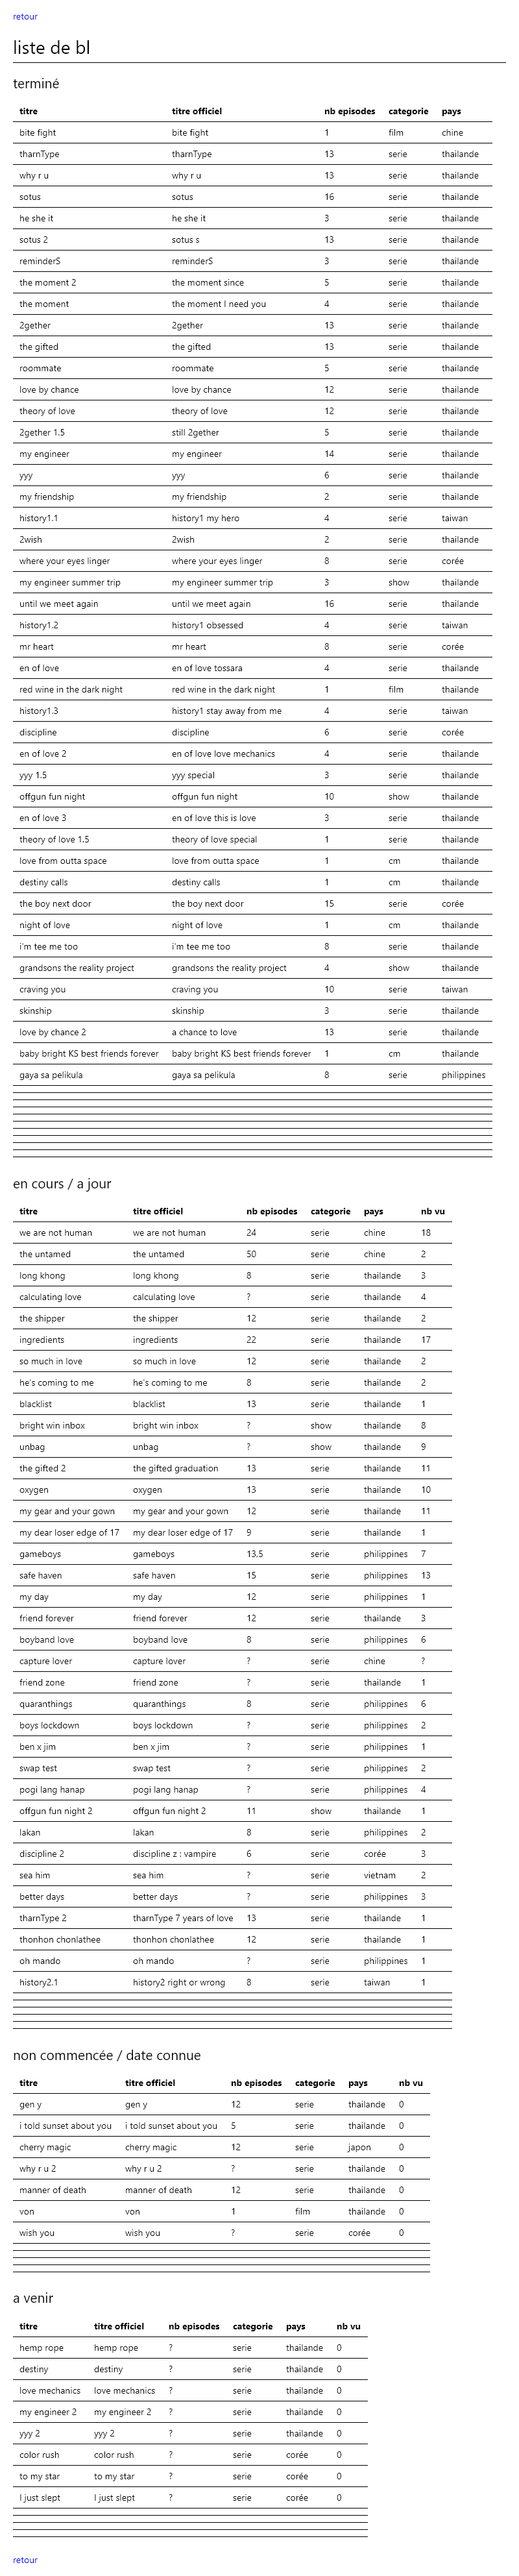 retour
liste de bl
terminé
titre titre officiel nb episodes categorie pays
bite fight bite fight 1 film chine
tharnType tharnType 13 serie thailande
why r u why r u 13 serie thailande
sotus sotus 16 serie thailande
he she it he she it 3 serie thailande
sotus 2 sotus s 13 serie thailande
reminderS reminderS 3 serie thailande
the moment 2 the moment since 5 serie thailande
the moment the moment I need you 4 serie thailande
2gether 2gether 13 serie thailande
the gifted the gifted 13 serie thailande
roommate roommate 5 serie thailande
love by chance love by chance 12 serie thailande
theory of love theory of love 12 serie thailande
2gether 1.5 still 2gether 5 serie thailande
my engineer my engineer 14 serie thailande
yyy yyy 6 serie thailande
my friendship my friendship 2 serie thailande
history1.1 history1 my hero 4 serie taiwan
2wish 2wish 2 serie thailande
where your eyes linger where your eyes linger 8 serie corée
my engineer summer trip my engineer summer trip 3 show thailande
until we meet again until we meet again 16 serie thailande
history1.2 history1 obsessed 4 serie taiwan
mr heart mr heart 8 serie corée
en of love en of love tossara 4 serie thailande
red wine in the dark night red wine in the dark night 1 film thailande
history1.3 history1 stay away from me 4 serie taiwan
discipline discipline 6 serie corée
en of love 2 en of love love mechanics 4 serie thailande
yyy 1.5 yyy special 3 serie thailande
offgun fun night offgun fun night 10 show thailande
en of love 3 en of love this is love 3 serie thailande
theory of love 1.5 theory of love special 1 serie thailande
love from outta space love from outta space 1 cm thailande
destiny calls destiny calls 1 cm thailande
the boy next door the boy next door 15 serie corée
night of love night of love 1 cm thailande
i'm tee me too i'm tee me too 8 serie thailande
grandsons the reality project grandsons the reality project 4 show thailande
craving you craving you 10 serie taiwan
skinship skinship 3 serie thailande
love by chance 2 a chance to love 13 serie thailande
baby bright KS best friends forever baby bright KS best friends forever 1 cm thailande
gaya sa pelikula gaya sa pelikula 8 serie philippines
en cours / a jour
titre titre officiel nb episodes categorie pays nb vu
we are not human we are not human 24 serie chine 18
the untamed the untamed 50 serie chine 2
long khong long khong 8 serie thailande 3
calculating love calculating love ? serie thailande 4
the shipper the shipper 12 serie thailande 2
ingredients ingredients 22 serie thailande 17
so much in love so much in love 12 serie thailande 2
he's coming to me he's coming to me 8 serie thailande 2
blacklist blacklist 13 serie thailande 1
bright win inbox bright win inbox ? show thailande 8
unbag unbag ? show thailande 9
the gifted 2 the gifted graduation 13 serie thailande 11
oxygen oxygen 13 serie thailande 10
my gear and your gown my gear and your gown 12 serie thailande 11
my dear loser edge of 17 my dear loser edge of 17 9 serie thailande 1
gameboys gameboys 13,5 serie philippines 7
safe haven safe haven 15 serie philippines 13
my day my day 12 serie philippines 1
friend forever friend forever 12 serie thailande 3
boyband love boyband love 8 serie philippines 6
capture lover capture lover ? serie chine ?
friend zone friend zone ? serie thailande 1
quaranthings quaranthings 8 serie philippines 6
boys lockdown boys lockdown ? serie philippines 2
ben x jim ben x jim ? serie philippines 1
swap test swap test ? serie philippines 2
pogi lang hanap pogi lang hanap ? serie philippines 4
offgun fun night 2 offgun fun night 2 11 show thailande 1
lakan lakan 8 serie philippines 2
discipline 2 discipline z : vampire 6 serie corée 3
sea him sea him ? serie vietnam 2
better days better days ? serie philippines 3
tharnType 2 tharnType 7 years of love 13 serie thailande 1
thonhon chonlathee thonhon chonlathee 12 serie thailande 1
oh mando oh mando ? serie philippines 1
history2.1 history2 right or wrong 8 serie taiwan 1
non commencée / date connue
titre titre officiel nb episodes categorie pays nb vu
gen y gen y 12 serie thailande 0
i told sunset about you i told sunset about you 5 serie thailande 0
cherry magic cherry magic 12 serie japon 0
why r u 2 why r u 2 ? serie thailande 0
manner of death manner of death 12 serie thailande 0
von von 1 film thailande 0
wish you wish you ? serie corée 0
a venir
titre titre officiel nb episodes categorie pays nb vu
hemp rope hemp rope ? serie thailande 0
destiny destiny ? serie thailande 0
love mechanics love mechanics ? serie thailande 0
my engineer 2 my engineer 2 ? serie thailande 0
yyy 2 yyy 2 ? serie thailande 0
color rush color rush ? serie corée 0
to my star to my star ? serie corée 0
I just slept I just slept ? serie corée 0
retour